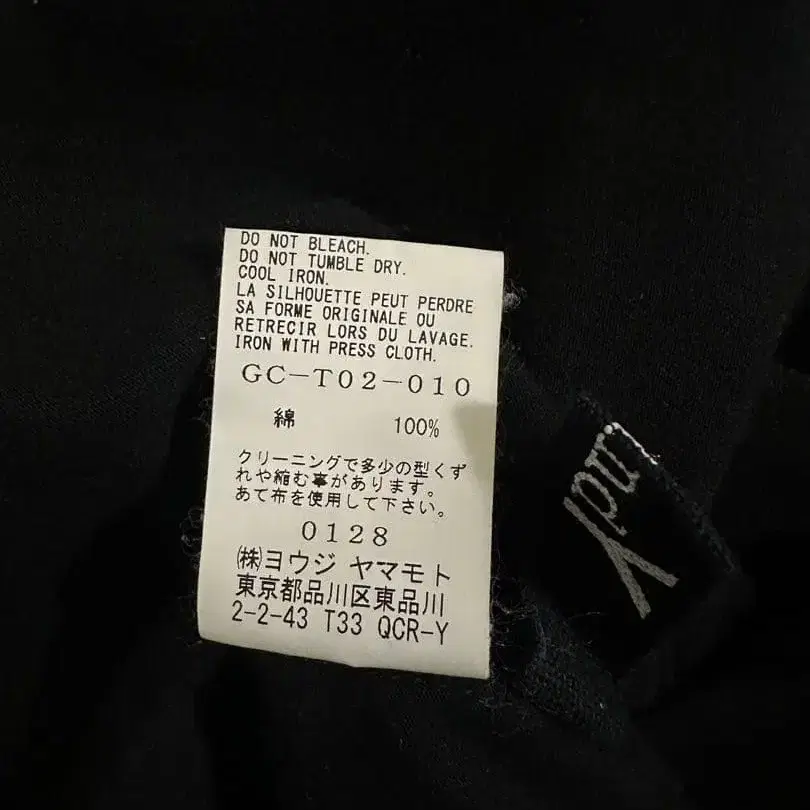 DO NOT BLEACH.
DO NOT TUMBLE DRY.
COOL IRON.
LA SILHOUETTE PEUT PERDRE
SA FORME ORIGINALE OU
RETRECIR LORS DU LAVAGE.
IRON WITH PRESS CLOTH.
GC-T02-010
綿 100%
クリーニングで多少の型くず
れや縮む事があります。
あて布を使用して下さい。
0128
㈱ヨウジ ヤマモト
東京都品川区東品川
2-2-43 T33 QCR-Y